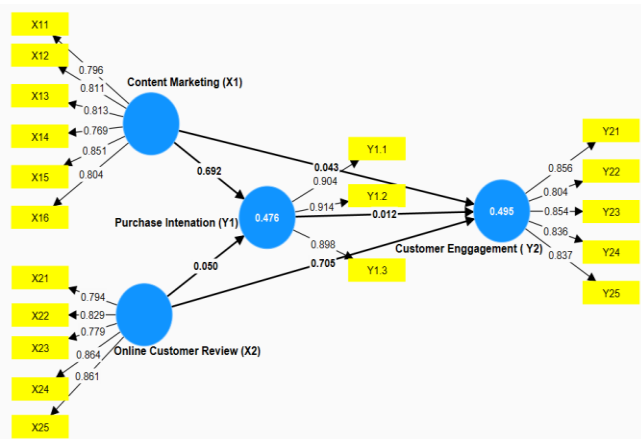 X11
X12
X13
X14
X15
X16
0.796
0.811
0.813
0.769
0.851
0.804
Content Marketing (X1)
0.692
0.043
Y1.1
Y1.2
Y1.3
0.904
0.914
0.898
0.476
Purchase Intenation (Y1)
0.012
0.050
0.705
0.495
Customer Enggagement ( Y2)
Y21
Y22
Y23
Y24
Y25
0.856
0.804
0.854
0.836
0.837
X21
X22
X23
X24
X25
0.794
0.829
0.779
0.864
0.861
Online Customer Review (X2)